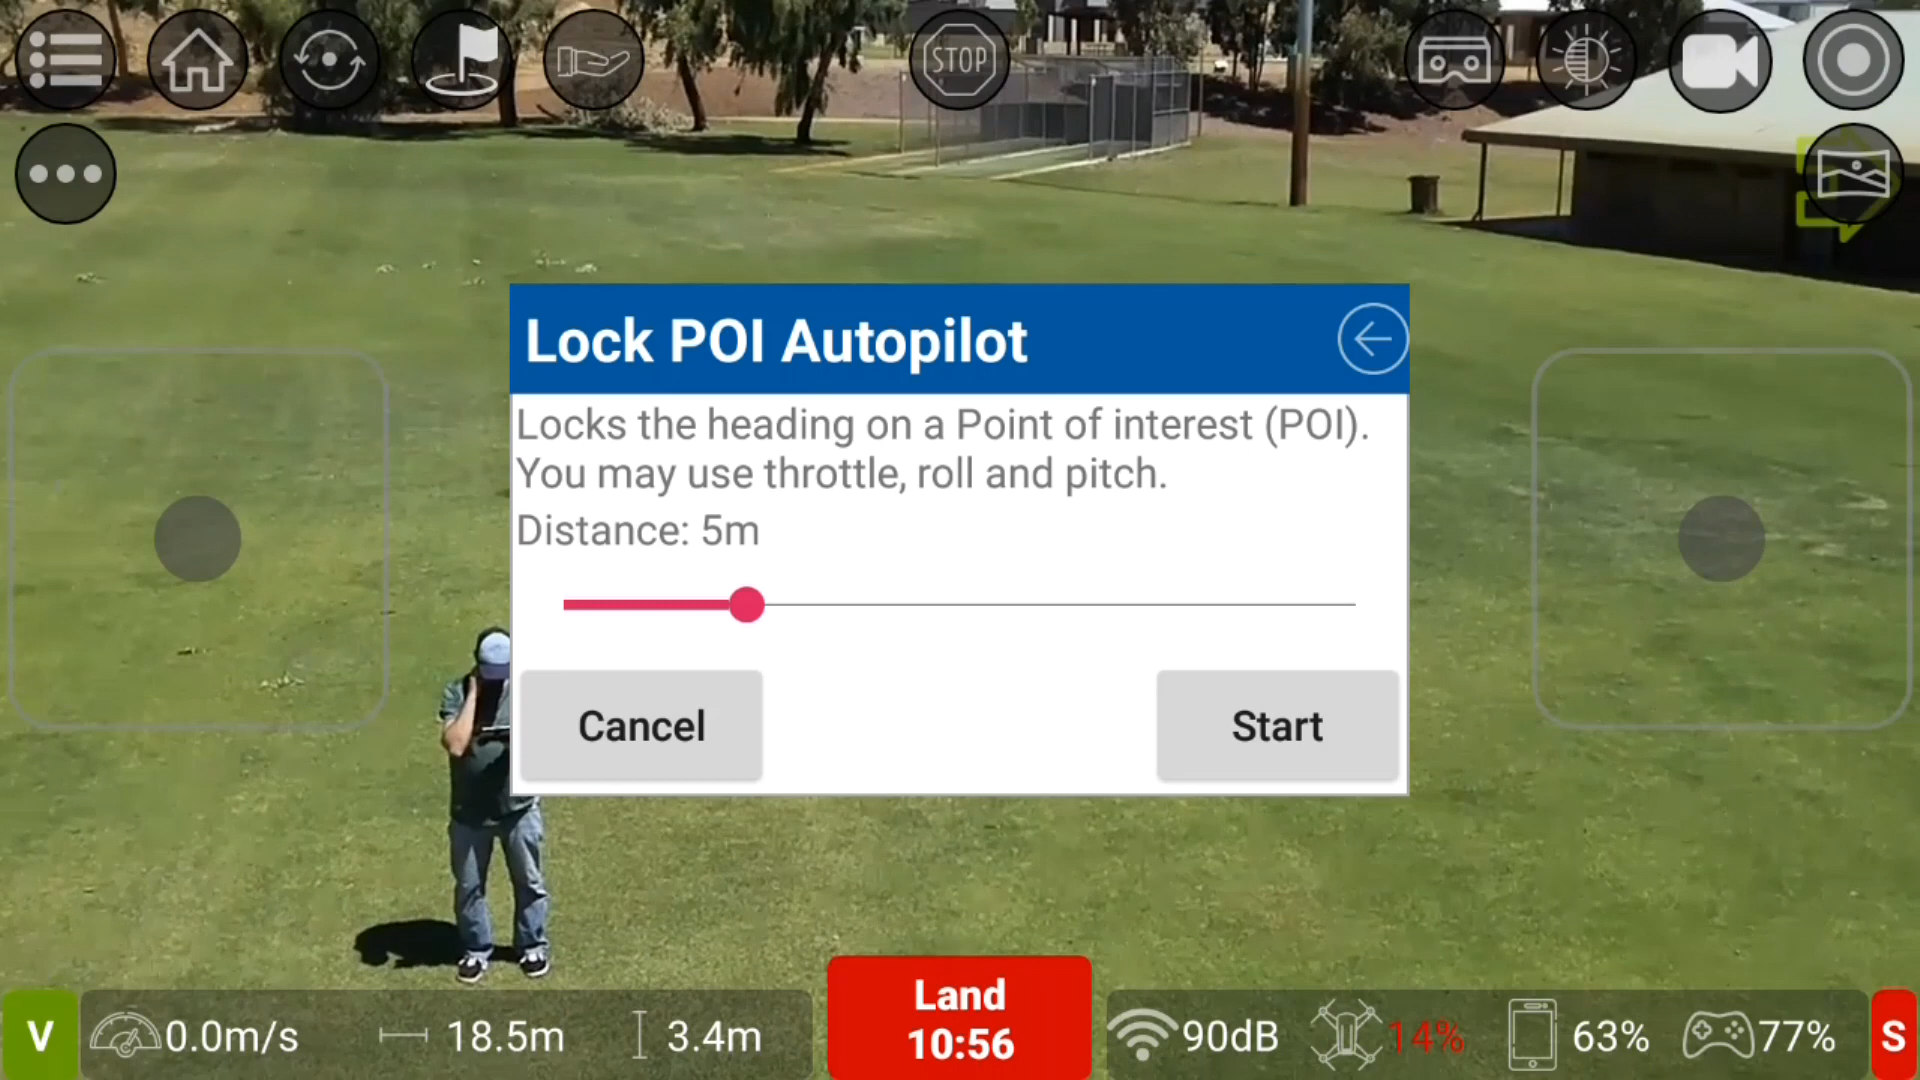 STOP
Lock POI Autopilot
Locks the heading on a Point of interest (POI).
You may use throttle, roll and pitch.
Distance: 5m
Cancel
Start
V
0.0m/s
18.5m
3.4m
Land
10:56
90dB
14%
63%
77%
S